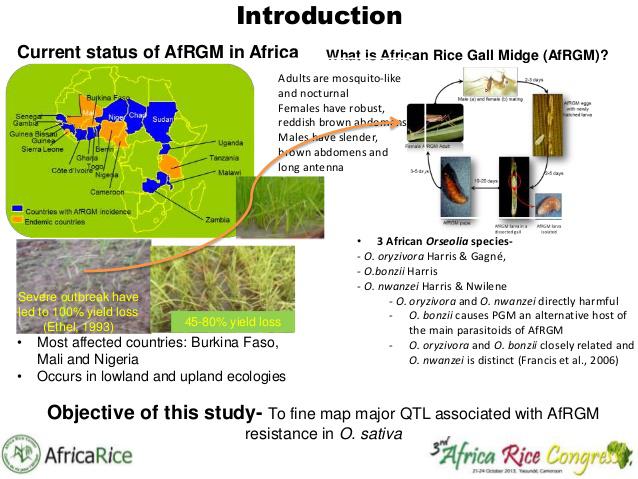 Introduction
Current status of AfRGM in Africa
Burkina Faso
Mali
Niger
Chad
Sudan
Senegal
Gambia
Guinea Bissau
Guinea
Sierra Leone
Ghana
Togo
Benin
Côte d'Ivoire
Nigeria
Cameroon
Uganda
Tanzania
Malawi
Zambia
Countries with AfRGM incidence
Endemic countries
Severe outbreak have
led to 100% yield loss
(Ethel, 1993)
45-80% yield loss
• Most affected countries: Burkina Faso,
Mali and Nigeria
• Occurs in lowland and upland ecologies
What is African Rice Gall Midge (AfRGM)?
Adults are mosquito-like
and nocturnal
Females have robust,
reddish brown abdomens
Males have slender,
brown abdomens and
long antenna
Male (a) and female (b) mating
2-3 days
AfRGM eggs
with newly
hatched larva
2-5 days
AfRGM larva
isolated
AfRGM larva in a
dissected gall
10-20 days
AfRGM pupa
3-5 days
Female AfRGM Adult
• 3 African Orseolia species-
- O. oryzivora Harris & Gagné,
- O.bonzii Harris
- O. nwanzei Harris & Nwilene
- O. oryzivora and O. nwanzei directly harmful
- O. bonzii causes PGM an alternative host of
the main parasitoids of AfRGM
- O. oryzivora and O. bonzii closely related and
O. nwanzei is distinct (Francis et al., 2006)
Objective of this study- To fine map major QTL associated with AfRGM
resistance in O. sativa
AfricaRice
3rd Africa Rice Congress
21-24 October 2013, Yaoundé, Cameroon